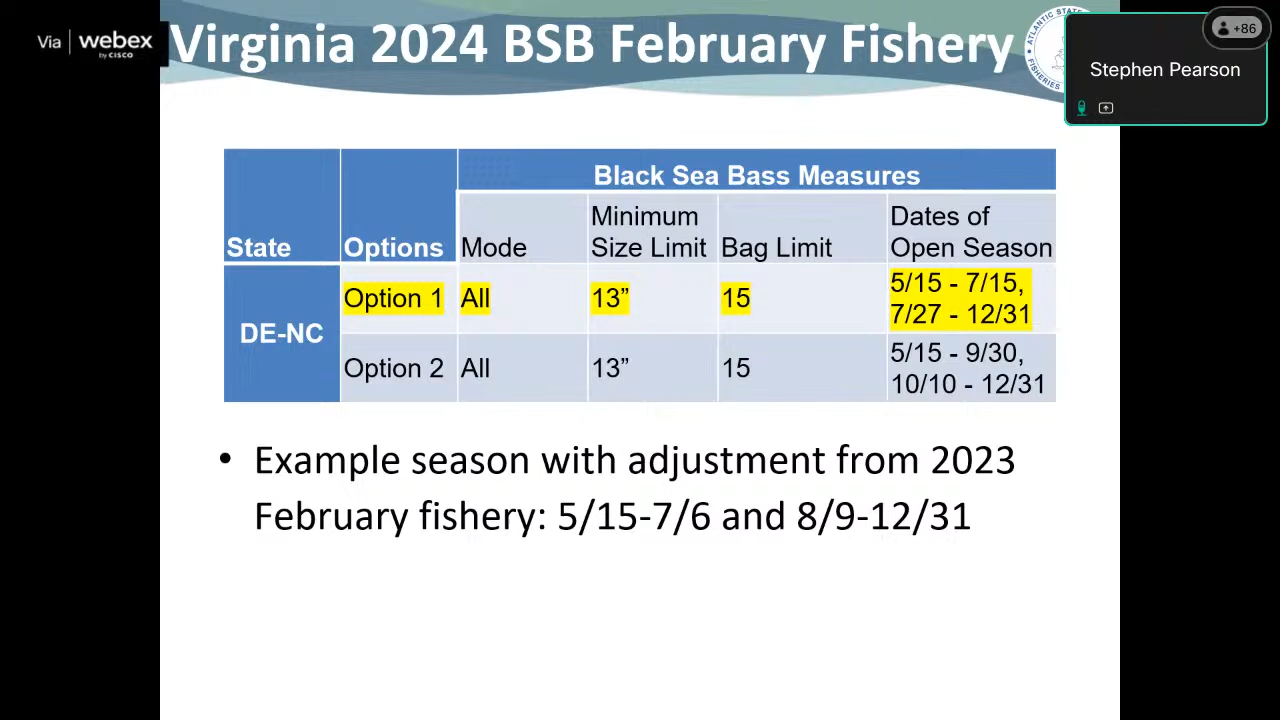 Via webex
by CISCO
Virginia 2024 BSB February Fishery
ATLANTIC STATE
FISHERIES
+86
Stephen Pearson
Black Sea Bass Measures
State Options Mode Minimum Size Limit Bag Limit Dates of Open Season
DE-NC
Option 1 All 13” 15 5/15 - 7/15,
7/27 - 12/31
Option 2 All 13” 15 5/15 - 9/30,
10/10 - 12/31
• Example season with adjustment from 2023
February fishery: 5/15-7/6 and 8/9-12/31